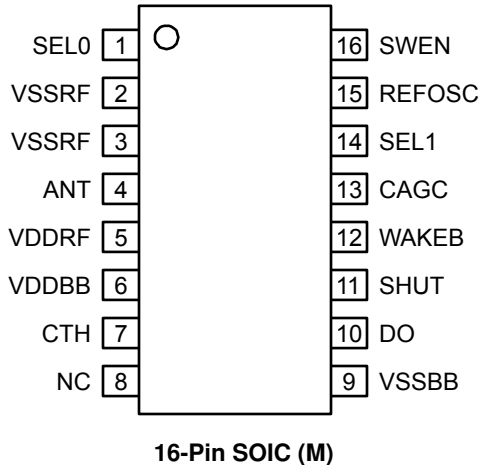 SEL0 1 16 SWEN
VSSRF 2 15 REFOSC
VSSRF 3 14 SEL1
ANT 4 13 CAGC
VDDRF 5 12 WAKEB
VDDBB 6 11 SHUT
CTH 7 10 DO
NC 8 9 VSSBB
16-Pin SOIC (M)